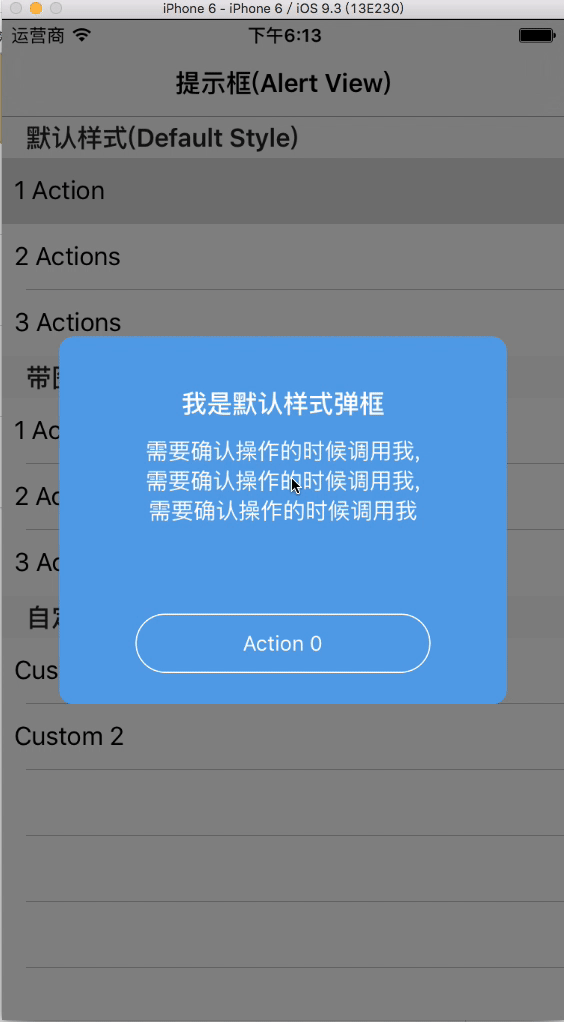 iPhone 6 - iPhone 6 / iOS 9.3 (13E230)
运营商 下午6:13
提示框(Alert View)
默认样式(Default Style)
1 Action
2 Actions
3 Actions
带
1 Ac
2 Ac
3 Ac
自定
Cus
Custom 2
我是默认样式弹框
需要确认操作的时候调用我,
需要确认操作的时候调用我,
需要确认操作的时候调用我
Action 0